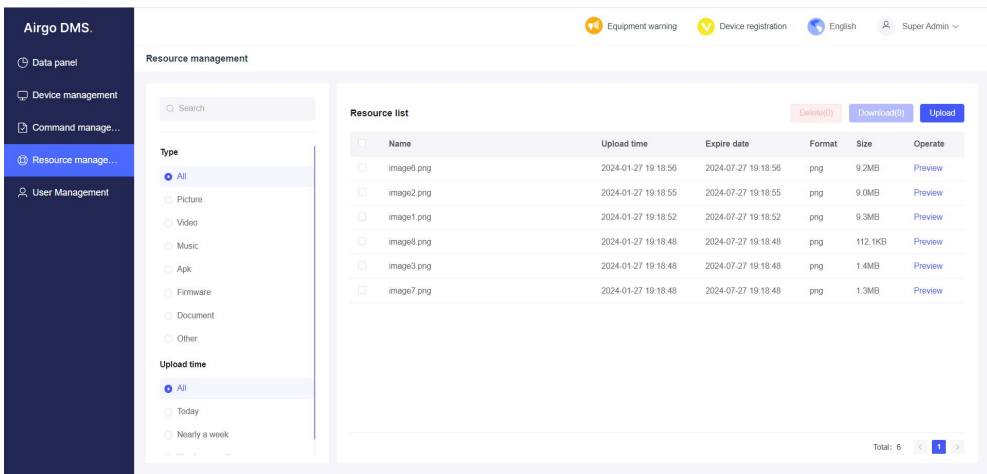 Airgo DMS.
Equipment warning
Device registration
English
Super Admin
Data panel
Device management
Command manage...
Resource manage...
User Management
Resource management
Search
Type
All
Picture
Video
Music
Apk
Firmware
Document
Other
Upload time
All
Today
Nearly a week
Resource list
Delete(0) Download(0) Upload
Name Upload time Expire date Format Size Operate
image6.png 2024-01-27 19:18:56 2024-07-27 19:18:56 png 9.2MB Preview
image2.png 2024-01-27 19:18:55 2024-07-27 19:18:55 png 9.0MB Preview
image1.png 2024-01-27 19:18:52 2024-07-27 19:18:52 png 9.3MB Preview
image8.png 2024-01-27 19:18:48 2024-07-27 19:18:48 png 112.1KB Preview
image3.png 2024-01-27 19:18:48 2024-07-27 19:18:48 png 1.4MB Preview
image7.png 2024-01-27 19:18:48 2024-07-27 19:18:48 png 1.3MB Preview
Total: 6 < 1 >